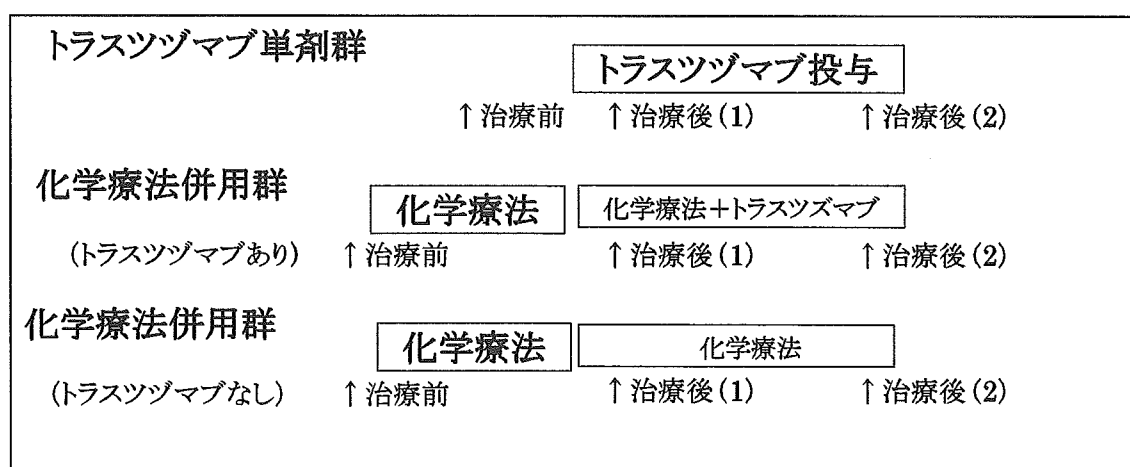 トラスツヅマブ単剤群
トラスツヅマブ投与
↑治療前 ↑治療後(1) ↑治療後(2)
化学療法併用群
化学療法 化学療法+トラスツズマブ
(トラスツヅマブあり) ↑治療前 ↑治療後(1) ↑治療後(2)
化学療法併用群
化学療法 化学療法
(トラスツヅマブなし) ↑治療前 ↑治療後(1) ↑治療後(2)